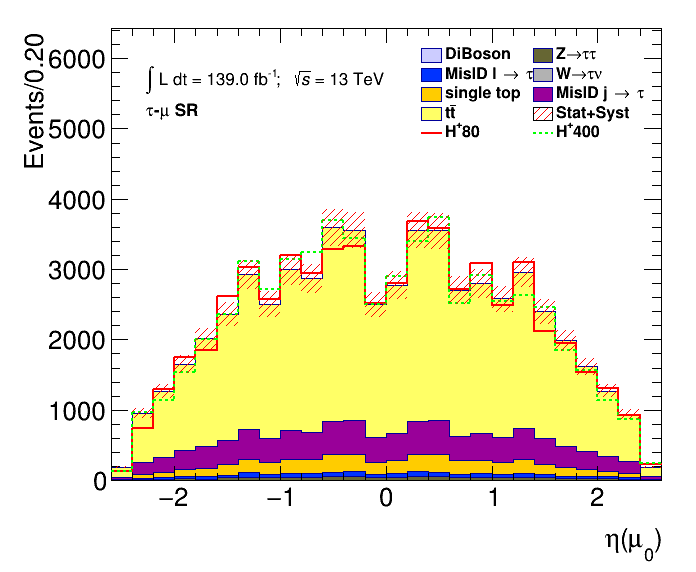 Events/0.20
6000
5000
4000
3000
2000
1000
0
∫ L dt = 139.0 fb⁻¹; √s = 13 TeV
τ-μ SR
DiBoson Z→ττ
MisID l → τ W→τν
single top MisID j → τ
tt̄ Stat+Syst
H⁺80 H⁺400
−2 −1 0 1 2
η(μ₀)